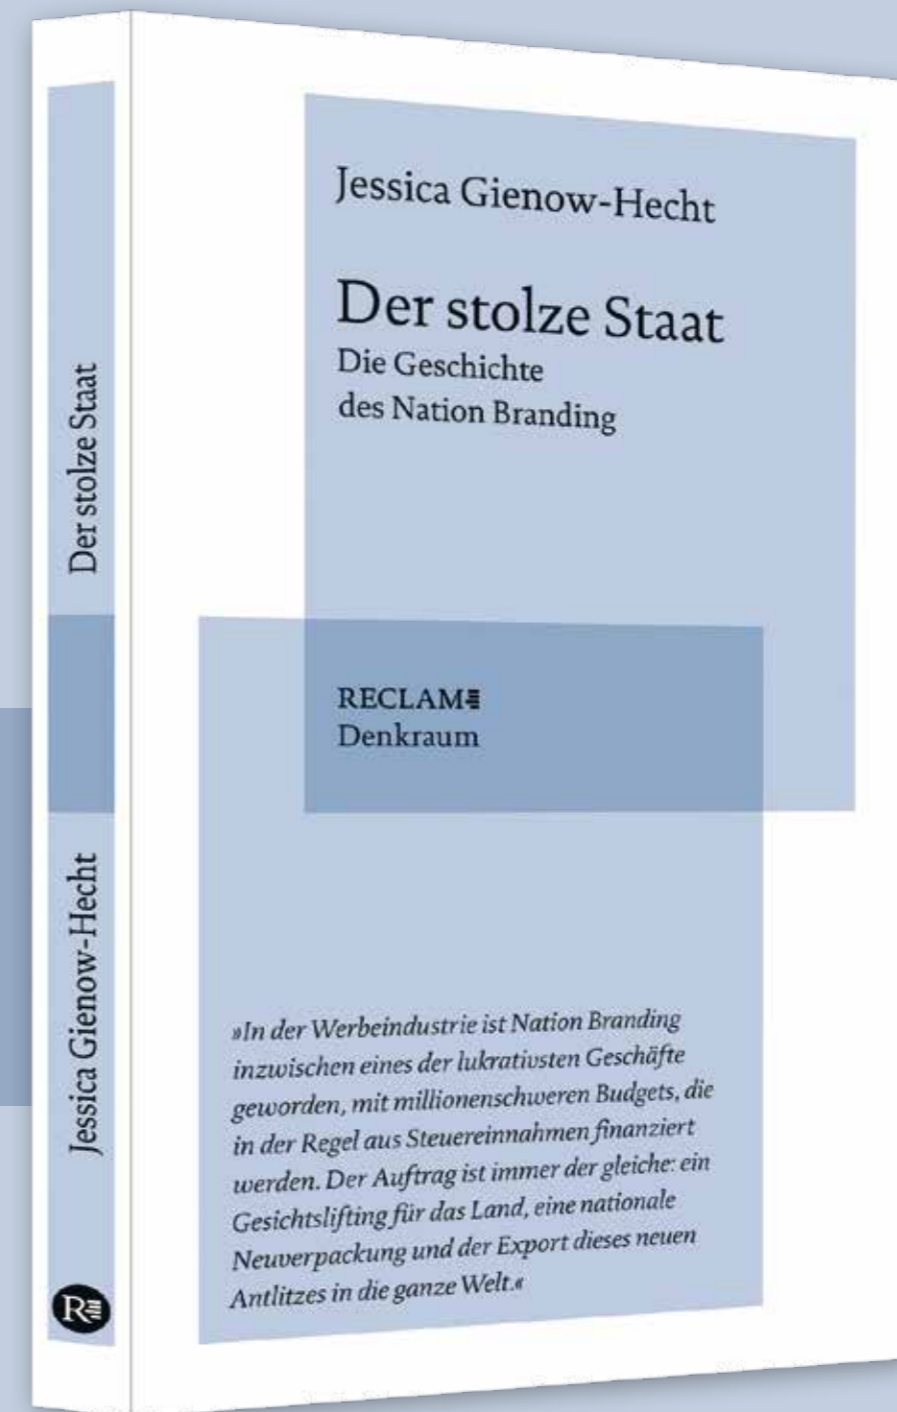 Der stolze Staat
Jessica Gienow-Hecht
R
Jessica Gienow-Hecht
Der stolze Staat
Die Geschichte
des Nation Branding
RECLAM
Denkraum
»In der Werbeindustrie ist Nation Branding
inzwischen eines der lukrativsten Geschäfte
geworden, mit millionenschweren Budgets, die
in der Regel aus Steuereinnahmen finanziert
werden. Der Auftrag ist immer der gleiche: ein
Gesichtslifting für das Land, eine nationale
Neuverpackung und der Export dieses neuen
Antlitzes in die ganze Welt.«